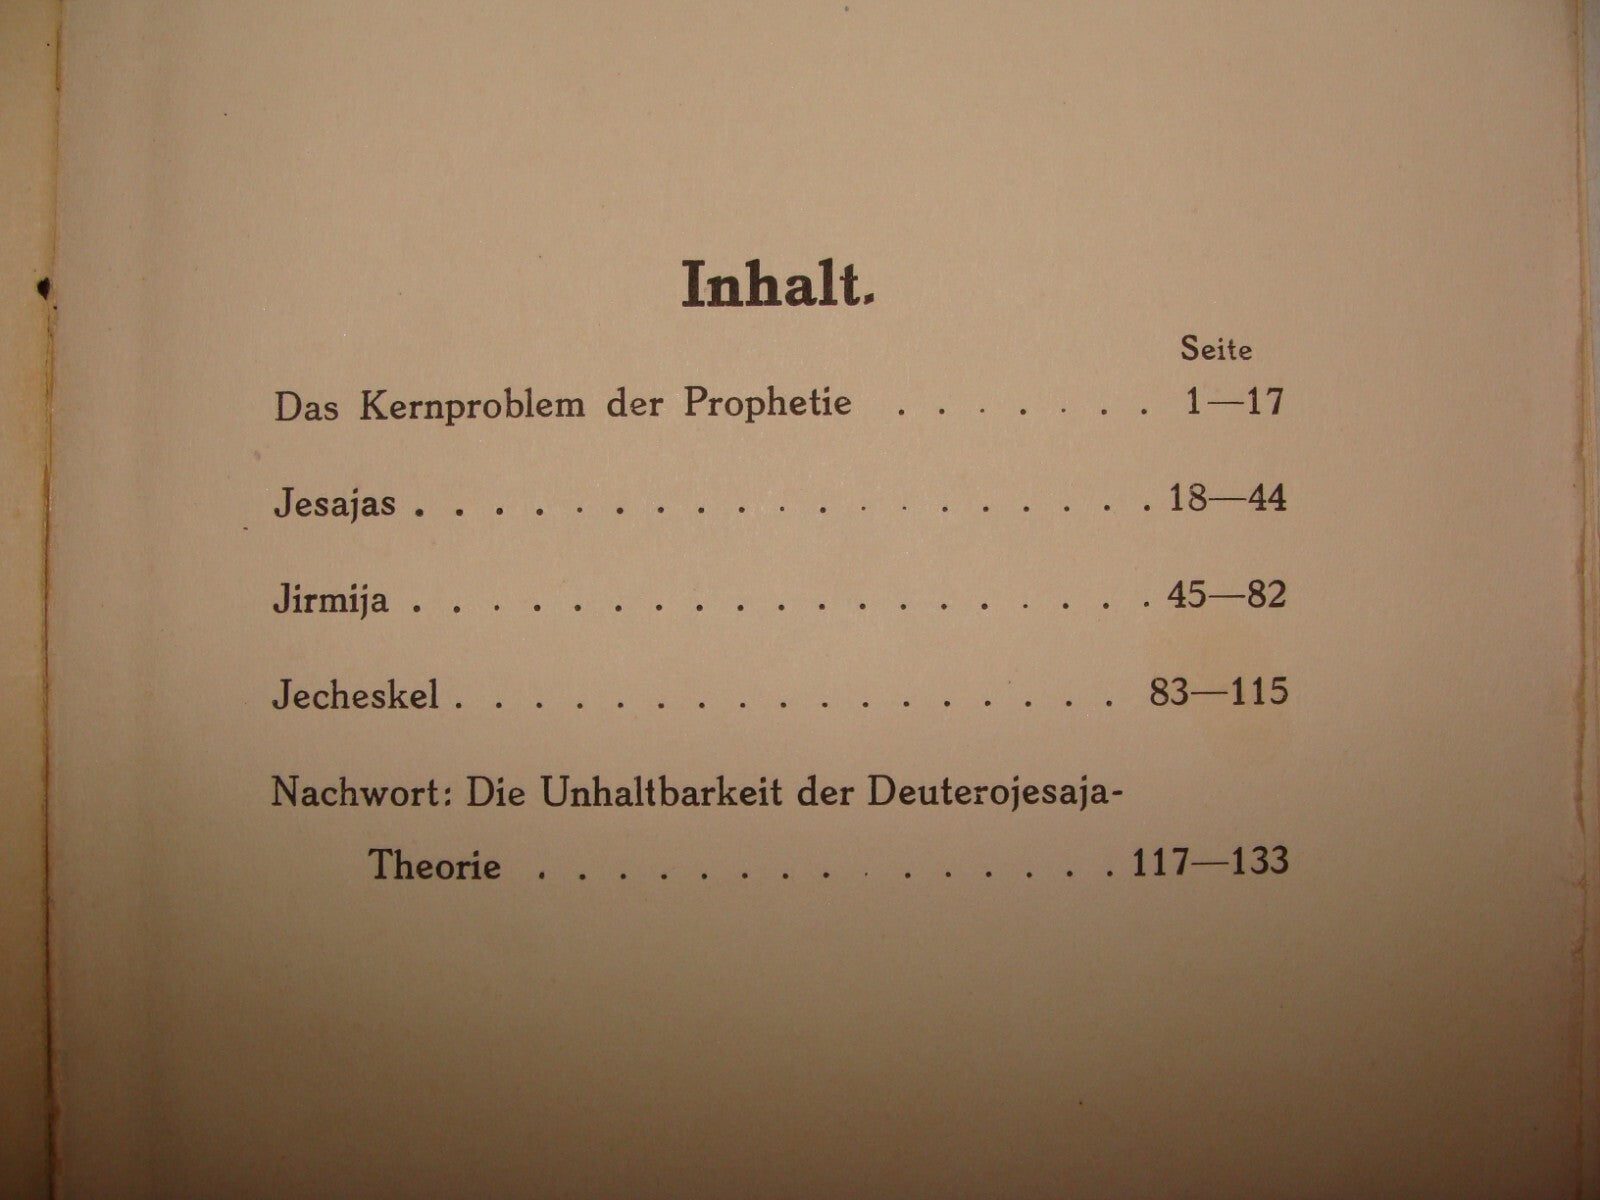 Inhalt.
Seite
Das Kernproblem der Prophetie . . . . . . . 1—17
Jesajas . . . . . . . . . . . . . . . . . . . 18—44
Jirmija . . . . . . . . . . . . . . . . . . . 45—82
Jecheskel . . . . . . . . . . . . . . . . . 83—115
Nachwort: Die Unhaltbarkeit der Deuterojesaja-
Theorie . . . . . . . . . . . . . . . 117—133